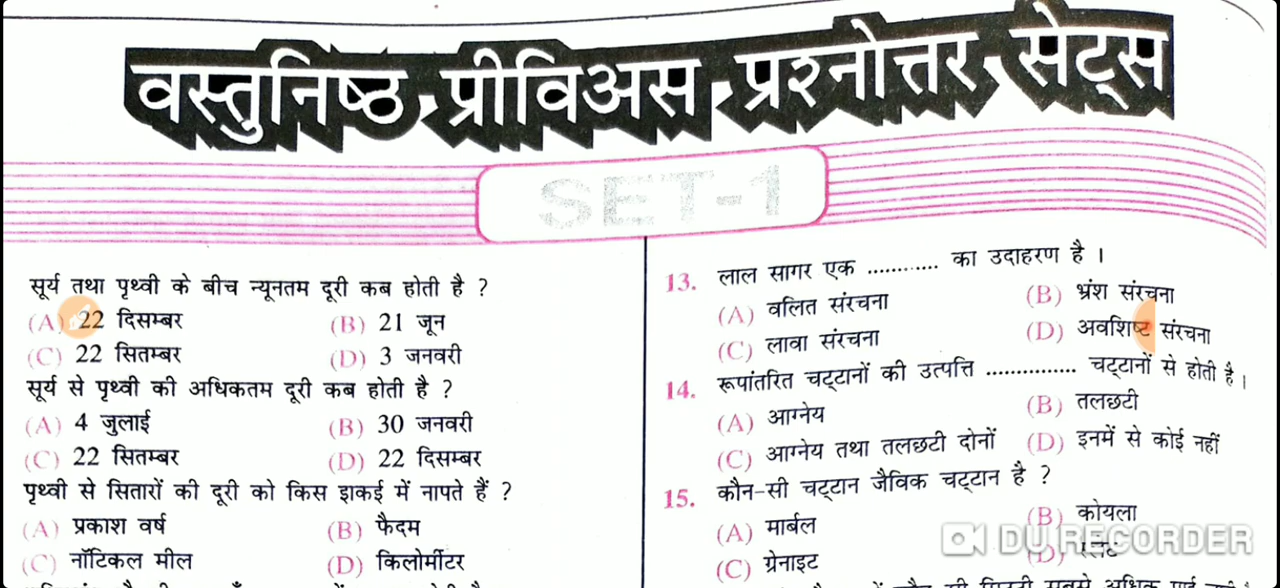 वस्तुनिष्ठ प्रीविअस प्रश्नोत्तर सेट्स
SET-1
सूर्य तथा पृथ्वी के बीच न्यूनतम दूरी कब होती है ?
(A) 22 दिसम्बर (B) 21 जून
(C) 22 सितम्बर (D) 3 जनवरी
सूर्य से पृथ्वी की अधिकतम दूरी कब होती है ?
(A) 4 जुलाई (B) 30 जनवरी
(C) 22 सितम्बर (D) 22 दिसम्बर
पृथ्वी से सितारों की दूरी को किस इाकई में नापते हैं ?
(A) प्रकाश वर्ष (B) फैदम
(C) नॉटिकल मील (D) किलोमींटर
13. लाल सागर एक ............ का उदाहरण है ।
(A) वलित संरचना (B) भ्रंश संरचना
(C) लावा संरचना (D) अवशिष्ट संरचना
14. रूपांतरित चट्टानों की उत्पत्ति ............... चट्टानों से होती है ।
(A) आग्नेय (B) तलछटी
(C) आग्नेय तथा तलछटी दोनों (D) इनमें से कोई नहीं
15. कौन-सी चट्टान जैविक चट्टान है ?
(A) मार्बल (B) कोयला
(C) ग्रेनाइट (D)
DU RECORDER